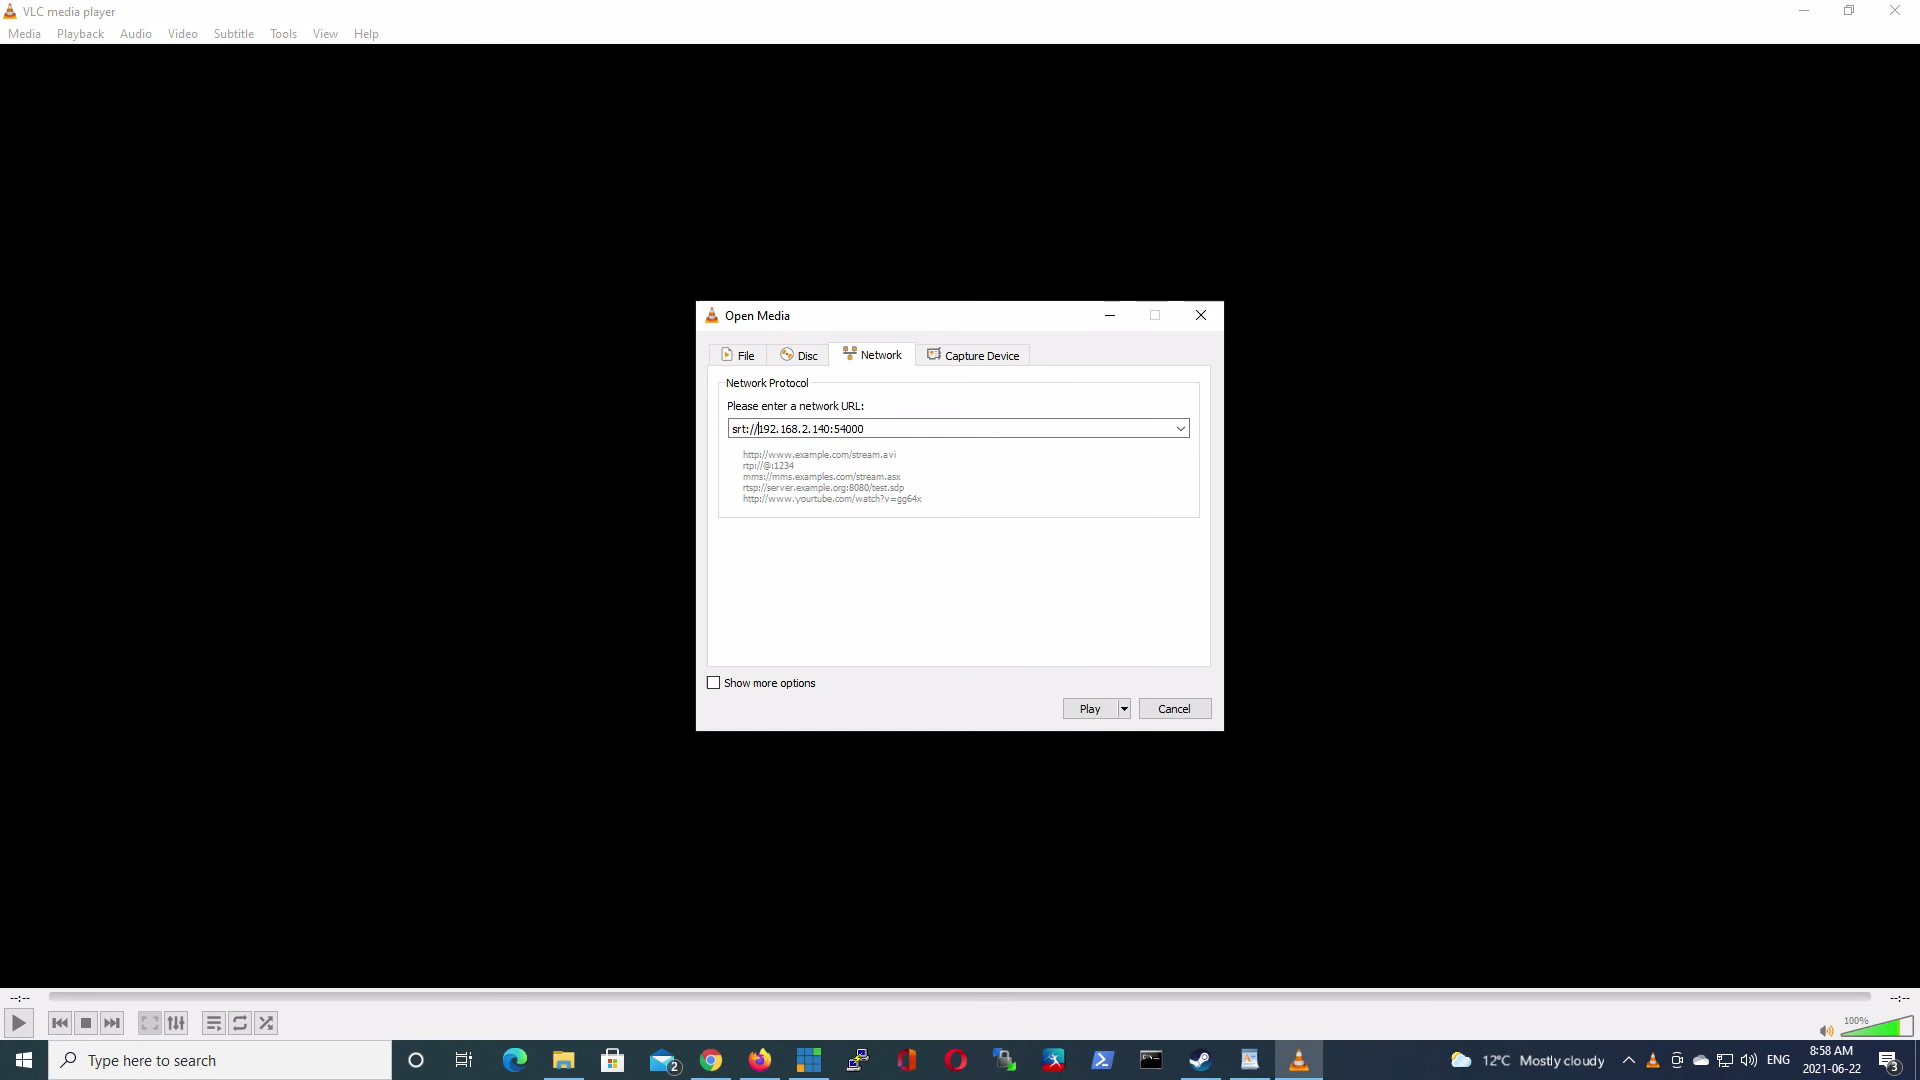 VLC media player
Media Playback Audio Video Subtitle Tools View Help
Open Media
File Disc Network Capture Device
Network Protocol
Please enter a network URL:
srt://192.168.2.140:54000
http://www.example.com/stream.avi
rtp://@:1234
mms://mms.examples.com/stream.asx
rtsp://server.example.org:8080/test.sdp
http://www.yourtube.com/watch?v=gg64x
Show more options
Play Cancel
--:-- --:--
100%
Type here to search 2 12°C Mostly cloudy ENG 8:58 AM
2021-06-22 3